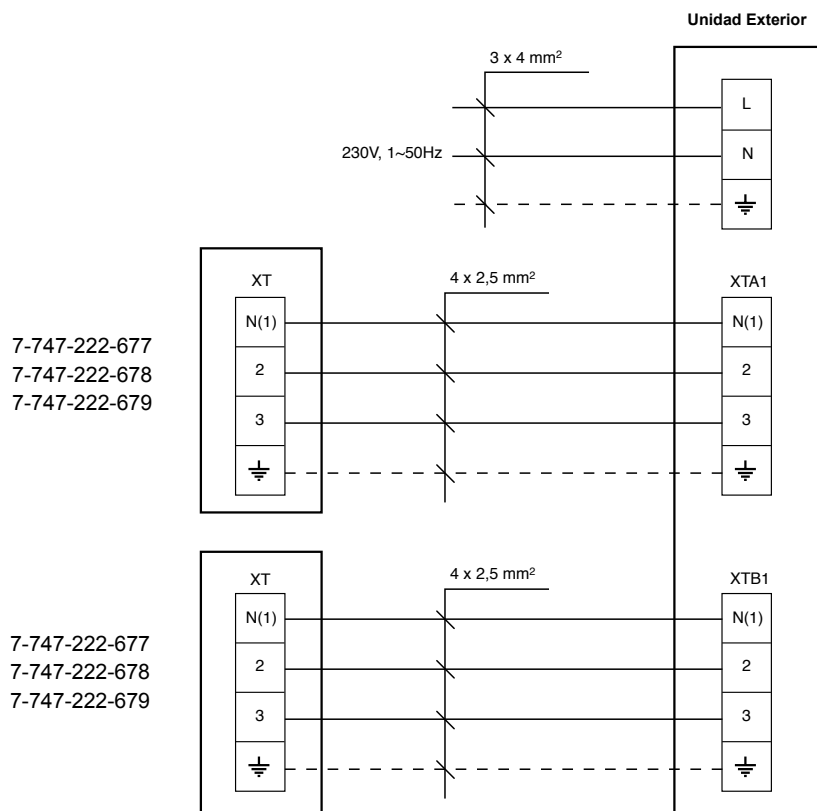 Unidad Exterior
3 x 4 mm²
L
230V, 1~50Hz
N
XT
4 x 2,5 mm²
XTA1
N(1)
N(1)
7-747-222-677
7-747-222-678
7-747-222-679
2
2
3
3
XT
4 x 2,5 mm²
XTB1
N(1)
N(1)
7-747-222-677
7-747-222-678
7-747-222-679
2
2
3
3